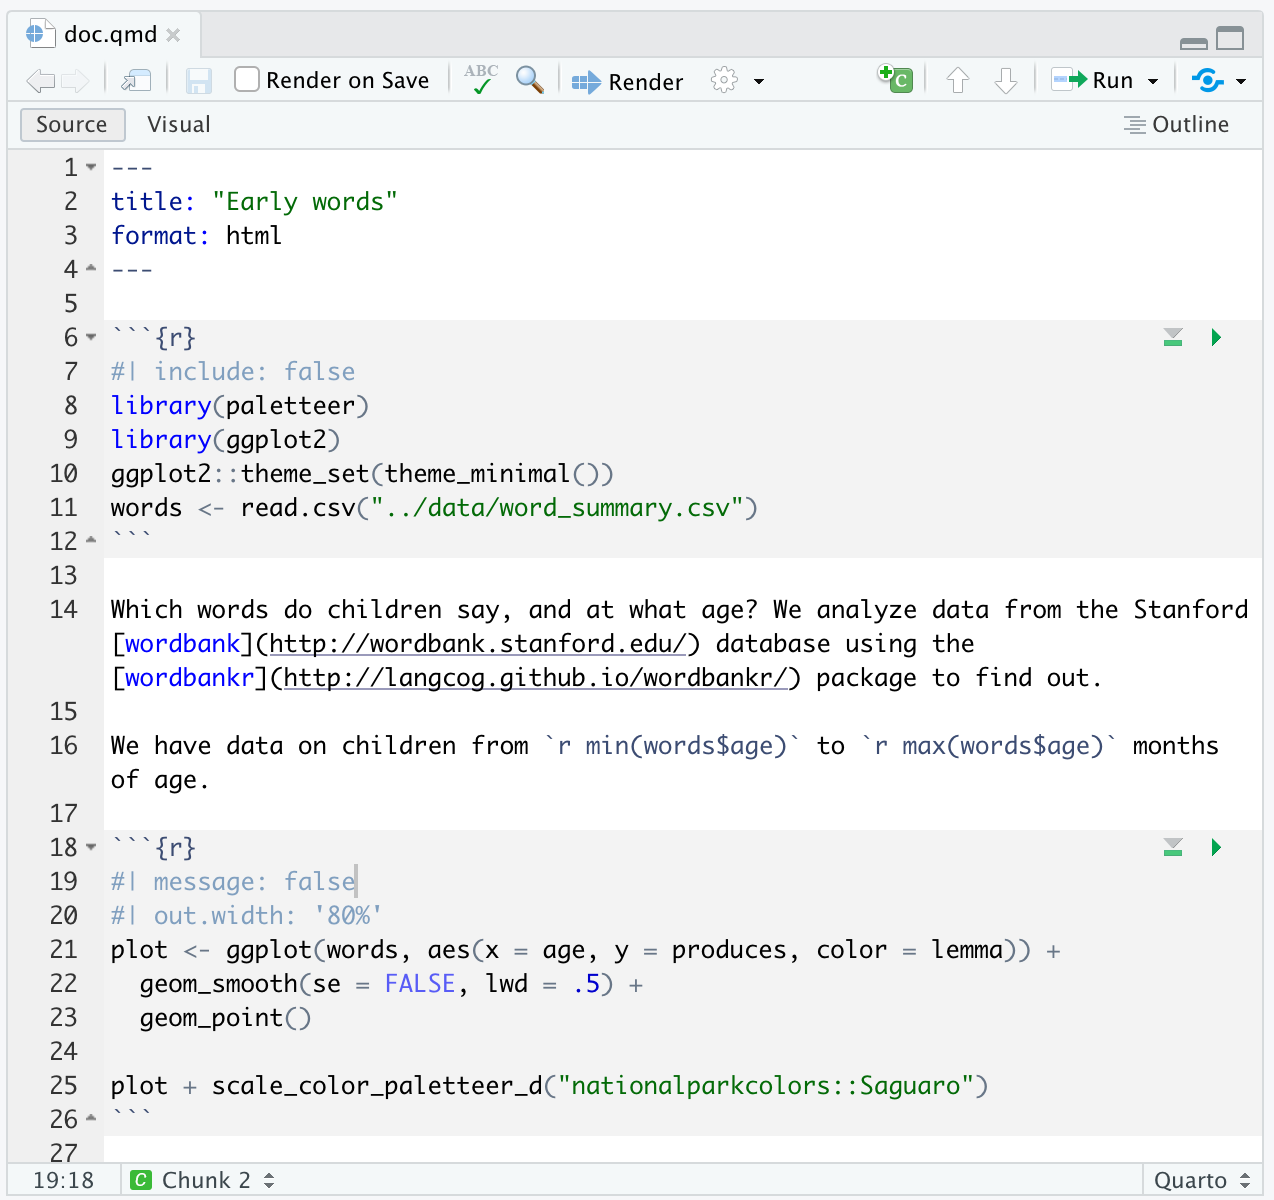 doc.qmd
Render on Save ABC Render Run
Source Visual Outline
1 ---
2 title: "Early words"
3 format: html
4 ---
5
6 ```{r}
7 #| include: false
8 library(paletteer)
9 library(ggplot2)
10 ggplot2::theme_set(theme_minimal())
11 words <- read.csv("../data/word_summary.csv")
12 ```
13
14 Which words do children say, and at what age? We analyze data from the Stanford
[wordbank](http://wordbank.stanford.edu/) database using the
[wordbankr](http://langcog.github.io/wordbankr/) package to find out.
15
16 We have data on children from `r min(words$age)` to `r max(words$age)` months
of age.
17
18 ```{r}
19 #| message: false
20 #| out.width: '80%'
21 plot <- ggplot(words, aes(x = age, y = produces, color = lemma)) +
22   geom_smooth(se = FALSE, lwd = .5) +
23   geom_point()
24
25 plot + scale_color_paletteer_d("nationalparkcolors::Saguaro")
26 ```
27
19:18 C Chunk 2 Quarto